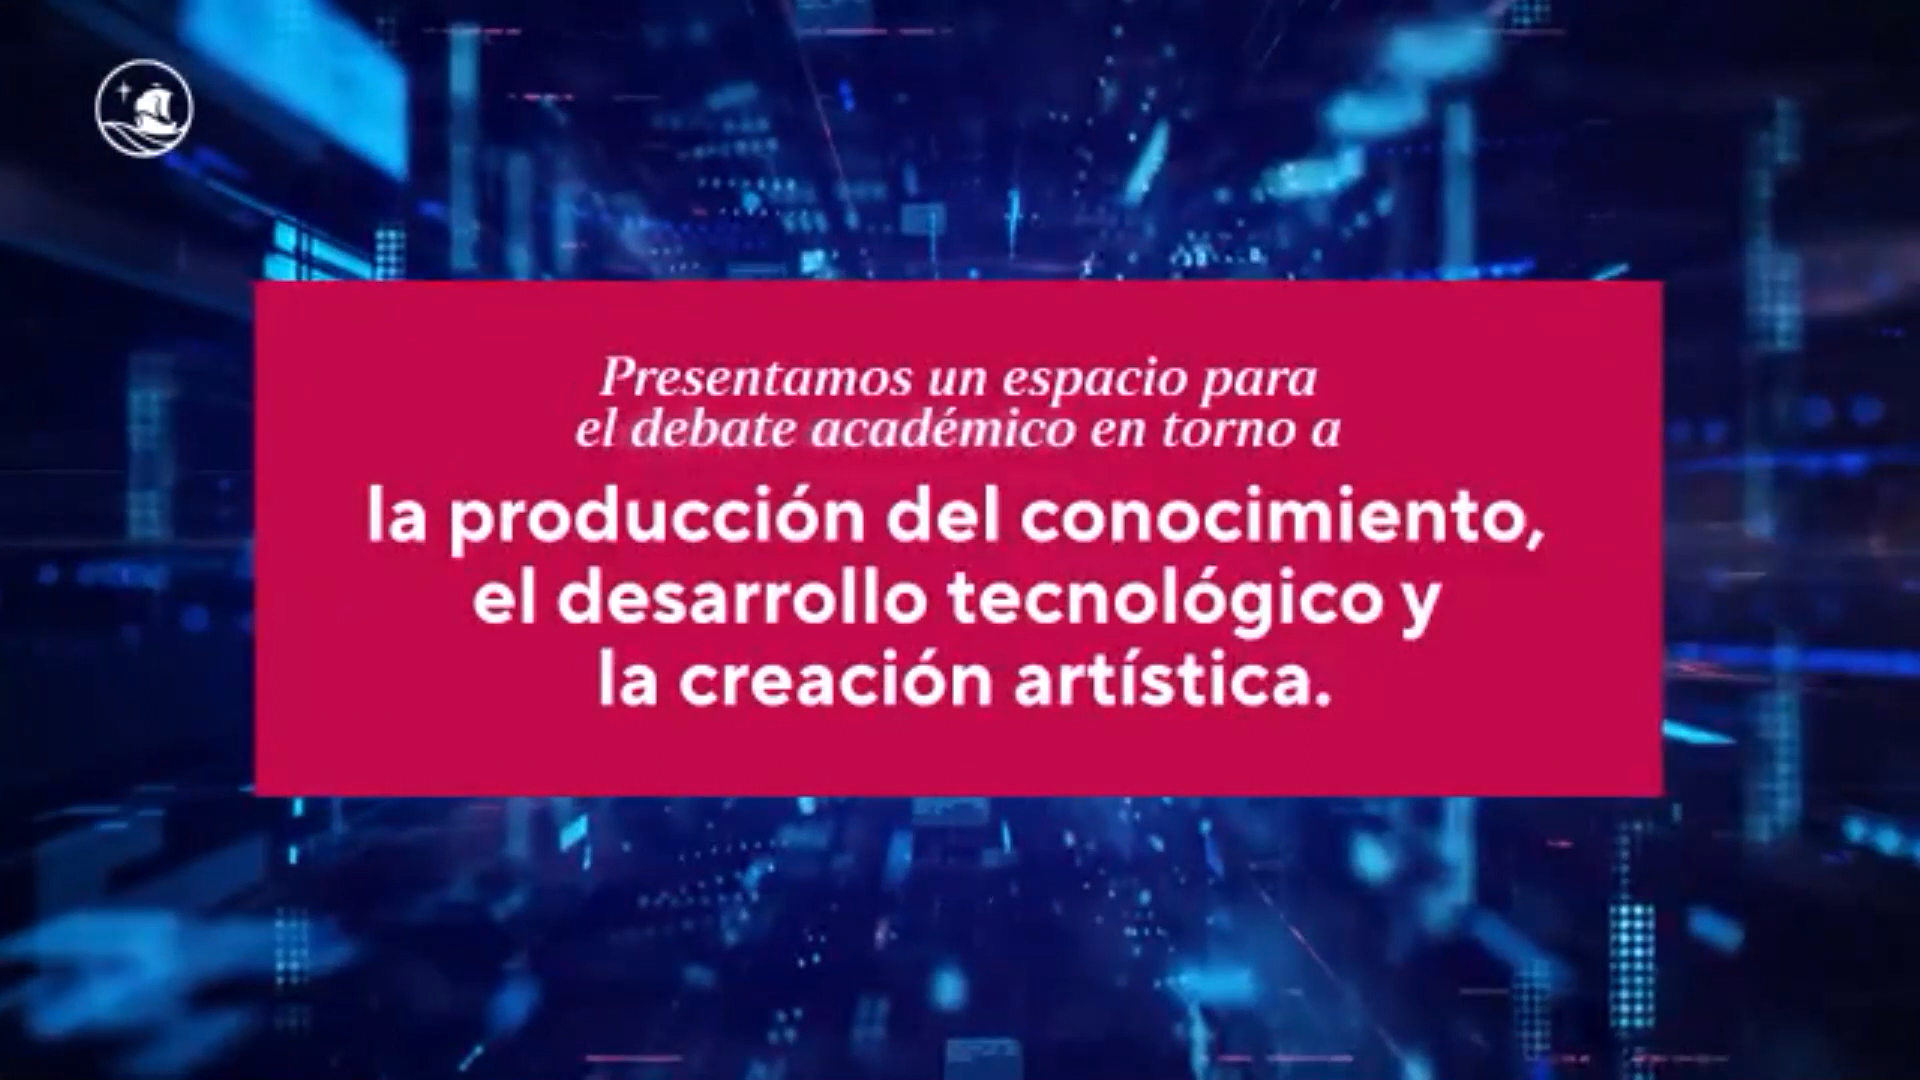 Presentamos un espacio para
el debate académico en torno a
la producción del conocimiento,
el desarrollo tecnológico y
la creación artística.